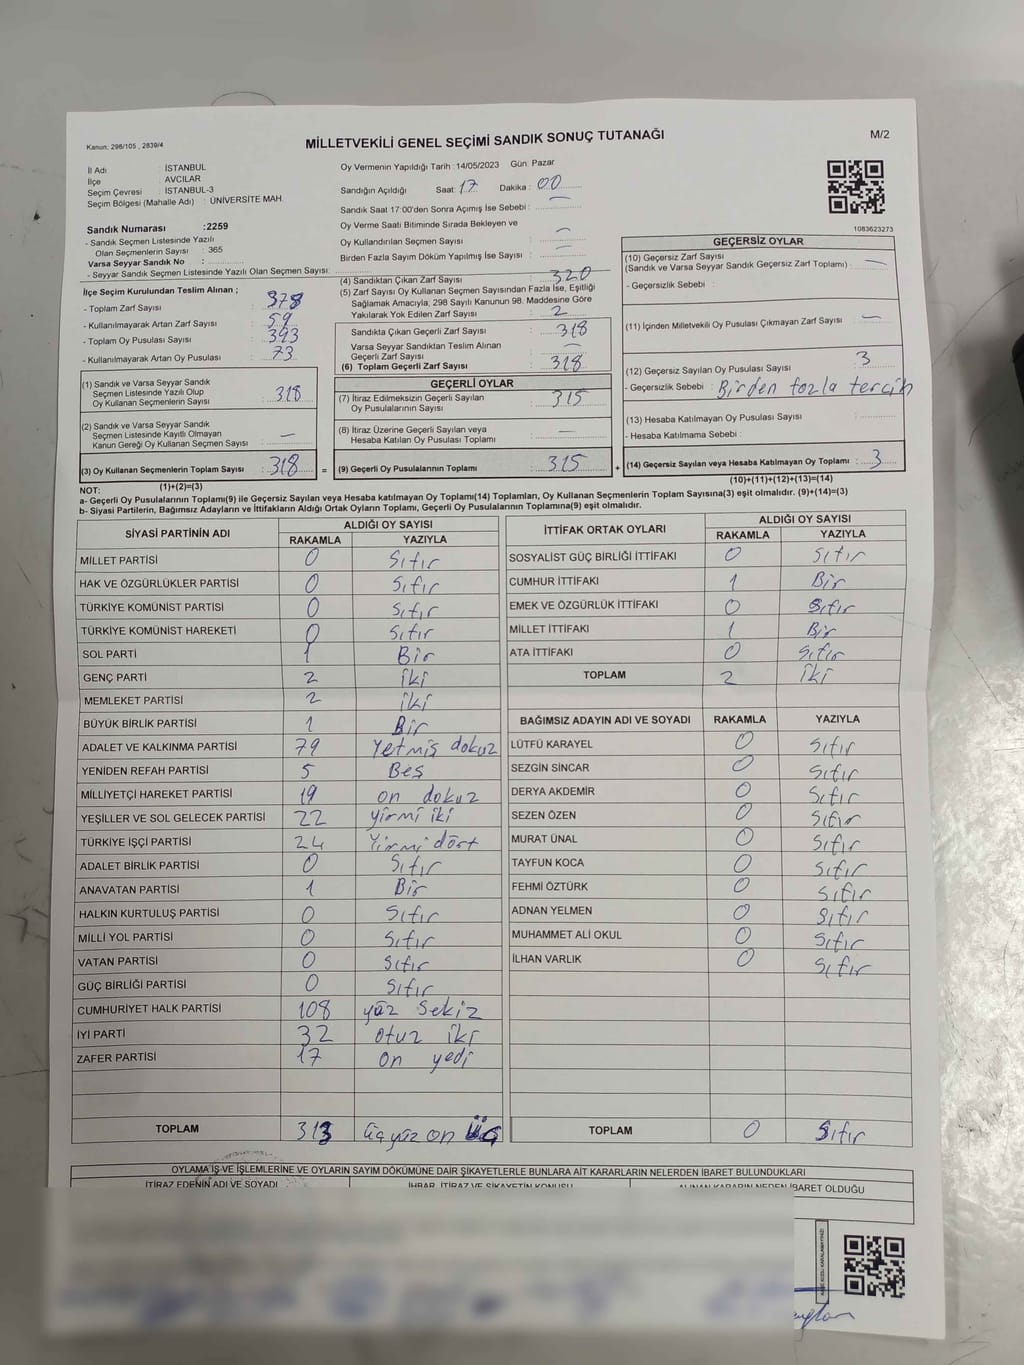 Kanun: 298/105 , 2839/4
MİLLETVEKİLİ GENEL SEÇİMİ SANDIK SONUÇ TUTANAĞI
M/2
İl Adı : İSTANBUL
İlçe : AVCILAR
Seçim Çevresi : İSTANBUL-3
Seçim Bölgesi (Mahalle Adı) : ÜNİVERSİTE MAH.
Oy Vermenin Yapıldığı Tarih : 14/05/2023 Gün: Pazar
Sandığın Açıldığı Saat: 17 Dakika : 00
Sandık Saat 17:00'den Sonra Açılmış İse Sebebi : —
Oy Verme Saati Bitiminde Sırada Bekleyen ve
Oy Kullandırılan Seçmen Sayısı : —
Birden Fazla Sayım Döküm Yapılmış İse Sayısı : —
1083623273
Sandık Numarası :2259
- Sandık Seçmen Listesinde Yazılı
Olan Seçmenlerin Sayısı : 365
Varsa Seyyar Sandık No :
- Seyyar Sandık Seçmen Listesinde Yazılı Olan Seçmen Sayısı:
İlçe Seçim Kurulundan Teslim Alınan ;
- Toplam Zarf Sayısı : 378
- Kullanılmayarak Artan Zarf Sayısı : 59
- Toplam Oy Pusulası Sayısı : 393
- Kullanılmayarak Artan Oy Pusulası : 73
(1) Sandık ve Varsa Seyyar Sandık
Seçmen Listesinde Yazılı Olup
Oy Kullanan Seçmenlerin Sayısı : 318
(2) Sandık ve Varsa Seyyar Sandık
Seçmen Listesinde Kayıtlı Olmayan
Kanun Gereği Oy Kullanan Seçmen Sayısı : —
(3) Oy Kullanan Seçmenlerin Toplam Sayısı : 318 =
(1)+(2)=(3)
(4) Sandıktan Çıkan Zarf Sayısı : 320
(5) Zarf Sayısı Oy Kullanan Seçmen Sayısından Fazla İse, Eşitliği
Sağlamak Amacıyla; 298 Sayılı Kanunun 98. Maddesine Göre
Yakılarak Yok Edilen Zarf Sayısı : 2
Sandıkta Çıkan Geçerli Zarf Sayısı : 318
Varsa Seyyar Sandıktan Teslim Alınan
Geçerli Zarf Sayısı : —
(6) Toplam Geçerli Zarf Sayısı : 318
GEÇERLİ OYLAR
(7) İtiraz Edilmeksizin Geçerli Sayılan
Oy Pusulalarının Sayısı : 315
(8) İtiraz Üzerine Geçerli Sayılan veya
Hesaba Katılan Oy Pusulası Toplamı : —
(9) Geçerli Oy Pusulalarının Toplamı : 315 +
GEÇERSİZ OYLAR
(10) Geçersiz Zarf Sayısı
(Sandık ve Varsa Seyyar Sandık Geçersiz Zarf Toplamı) : —
- Geçersizlik Sebebi :
(11) İçinden Milletvekili Oy Pusulası Çıkmayan Zarf Sayısı : —
(12) Geçersiz Sayılan Oy Pusulası Sayısı : 3
- Geçersizlik Sebebi : Birden fazla tercih
(13) Hesaba Katılmayan Oy Pusulası Sayısı :
- Hesaba Katılmama Sebebi :
(14) Geçersiz Sayılan veya Hesaba Katılmayan Oy Toplamı : 3
(10)+(11)+(12)+(13)=(14)
NOT:
a- Geçerli Oy Pusulalarının Toplamı(9) ile Geçersiz Sayılan veya Hesaba katılmayan Oy Toplamı(14) Toplamları, Oy Kullanan Seçmenlerin Toplam Sayısına(3) eşit olmalıdır. (9)+(14)=(3)
b- Siyasi Partilerin, Bağımsız Adayların ve İttifakların Aldığı Ortak Oyların Toplamı, Geçerli Oy Pusulalarının Toplamına(9) eşit olmalıdır.
SİYASİ PARTİNİN ADI ALDIĞI OY SAYISI
RAKAMLA YAZIYLA
MİLLET PARTİSİ 0 Sıfır
HAK VE ÖZGÜRLÜKLER PARTİSİ 0 Sıfır
TÜRKİYE KOMÜNİST PARTİSİ 0 Sıfır
TÜRKİYE KOMÜNİST HAREKETİ 0 Sıfır
SOL PARTİ 1 Bir
GENÇ PARTİ 2 iki
MEMLEKET PARTİSİ 2 iki
BÜYÜK BİRLİK PARTİSİ 1 Bir
ADALET VE KALKINMA PARTİSİ 79 Yetmiş dokuz
YENİDEN REFAH PARTİSİ 5 Beş
MİLLİYETÇİ HAREKET PARTİSİ 19 on dokuz
YEŞİLLER VE SOL GELECEK PARTİSİ 22 yirmi iki
TÜRKİYE İŞÇİ PARTİSİ 24 Yirmi dört
ADALET BİRLİK PARTİSİ 0 Sıfır
ANAVATAN PARTİSİ 1 Bir
HALKIN KURTULUŞ PARTİSİ 0 Sıfır
MİLLİ YOL PARTİSİ 0 Sıfır
VATAN PARTİSİ 0 Sıfır
GÜÇ BİRLİĞİ PARTİSİ 0 Sıfır
CUMHURİYET HALK PARTİSİ 108 yüz sekiz
İYİ PARTİ 32 otuz iki
ZAFER PARTİSİ 17 on yedi
TOPLAM 313 üçyüz on üç
İTTİFAK ORTAK OYLARI ALDIĞI OY SAYISI
RAKAMLA YAZIYLA
SOSYALİST GÜÇ BİRLİĞİ İTTİFAKI 0 Sıfır
CUMHUR İTTİFAKI 1 Bir
EMEK VE ÖZGÜRLÜK İTTİFAKI 0 Sıfır
MİLLET İTTİFAKI 1 Bir
ATA İTTİFAKI 0 Sıfır
TOPLAM 2 iki
BAĞIMSIZ ADAYIN ADI VE SOYADI RAKAMLA YAZIYLA
LÜTFÜ KARAYEL 0 Sıfır
SEZGİN SİNCAR 0 Sıfır
DERYA AKDEMİR 0 Sıfır
SEZEN ÖZEN 0 Sıfır
MURAT ÜNAL 0 Sıfır
TAYFUN KOCA 0 Sıfır
FEHMİ ÖZTÜRK 0 Sıfır
ADNAN YELMEN 0 Sıfır
MUHAMMET ALİ OKUL 0 Sıfır
İLHAN VARLIK 0 Sıfır
TOPLAM 0 Sıfır
OYLAMA İŞ VE İŞLEMLERİNE VE OYLARIN SAYIM DÖKÜMÜNE DAİR ŞİKAYETLERLE BUNLARA AİT KARARLARIN NELERDEN İBARET BULUNDUKLARI
İTİRAZ EDENİN ADI VE SOYADI İHBAR, İTİRAZ VE ŞİKAYETİN KONUSU ALINAN KARARIN NEDEN İBARET OLDUĞU